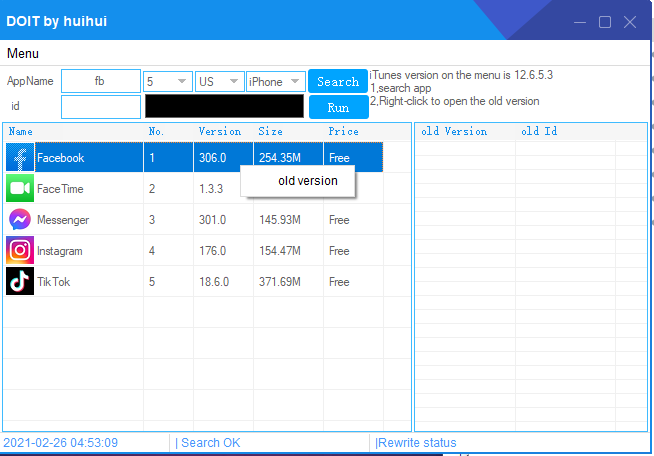 DOIT by huihui
Menu
AppName fb 5 US iPhone Search
iTunes version on the menu is 12.6.5.3
1,search app
id Run
2,Right-click to open the old version
Name No. Version Size Price
old Version old Id
Facebook 1 306.0 254.35M Free
old version
FaceTime 2 1.3.3
Messenger 3 301.0 145.93M Free
Instagram 4 176.0 154.47M Free
TikTok 5 18.6.0 371.69M Free
2021-02-26 04:53:09 | Search OK |Rewrite status